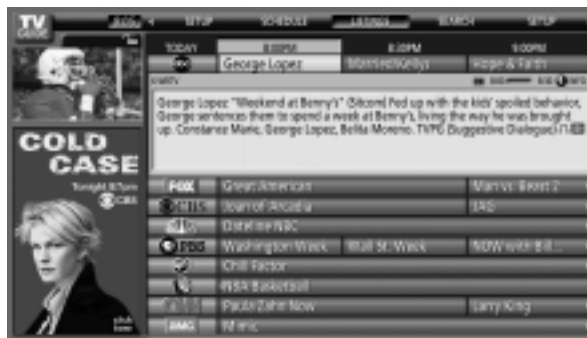 TV
GUIDE
SETUP SCHEDULE LISTINGS SEARCH SETUP
TODAY 8:00PM 8:30PM 9:00PM
abc George Lopez Married Kellys Hope & Faith
George Lopez "Weekend at Benny's" (Sitcom) Fed up with the kids' spoiled behavior,
George sentences them to spend a week at Benny's, living the way he was brought
up. Constance Marie, George Lopez, Belita Moreno. TVPG (Suggestive Dialogue)
COLD
CASE
Tonight 8/7pm
CBS
click
here
FOX Great American Man vs. Beast 2
CBS Joan of Arcadia JAG
Dateline NBC
PBS Washington Week Wall St. Week NOW with Bill...
Chill Factor
NBA Basketball
Paula Zahn Now Larry King
AMC Mimic